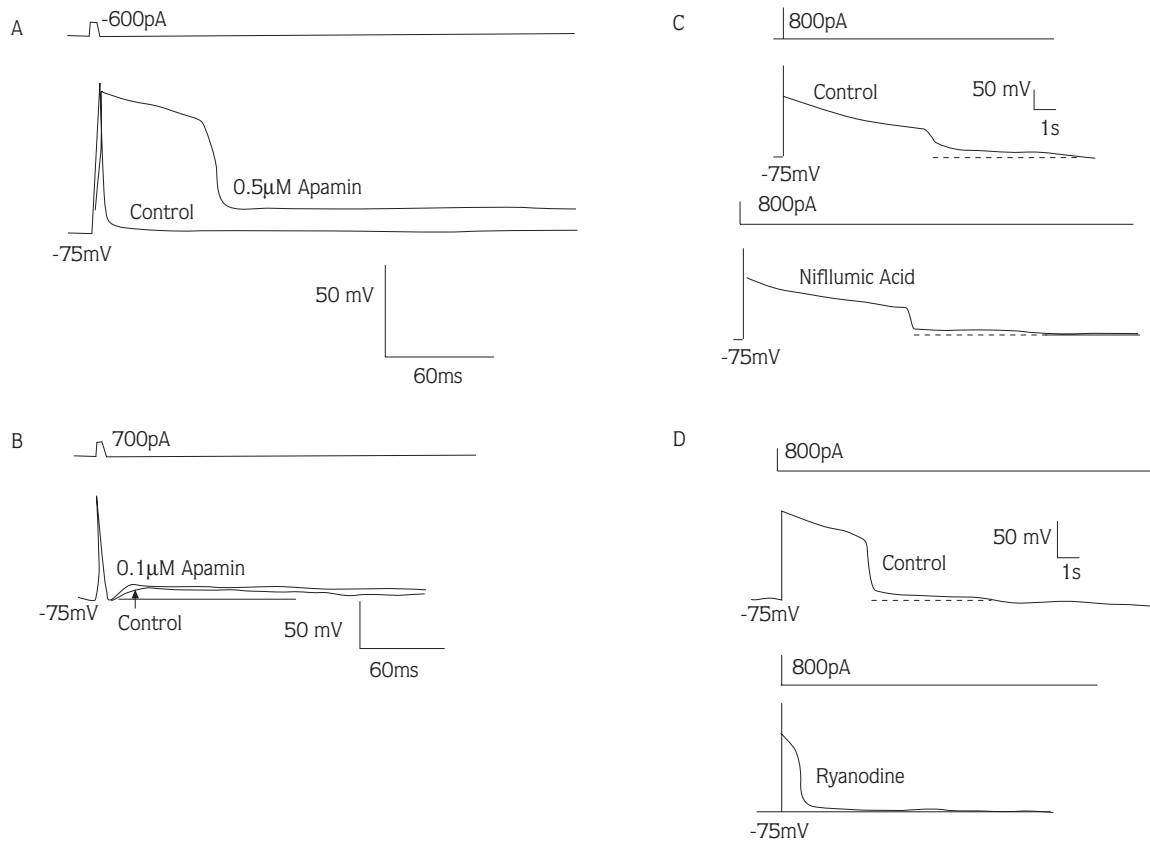 A
-600pA
0.5µM Apamin
Control
-75mV
50 mV
60ms
B
700pA
0.1µM Apamin
-75mV
Control
50 mV
60ms
C
800pA
Control
50 mV
1s
-75mV
800pA
Nifllumic Acid
-75mV
D
800pA
50 mV
1s
Control
-75mV
800pA
Ryanodine
-75mV